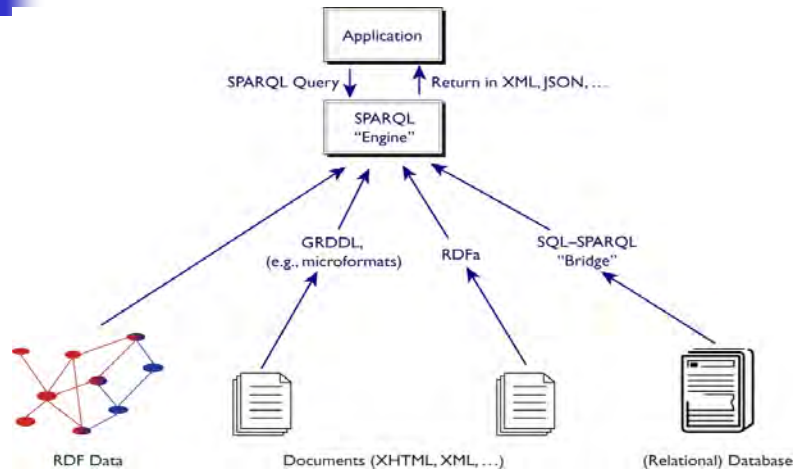 Application
SPARQL Query
Return in XML, JSON, …
SPARQL
"Engine"
GRDDL,
(e.g., microformats)
RDFa
SQL–SPARQL
"Bridge"
RDF Data
Documents (XHTML, XML, …)
(Relational) Database